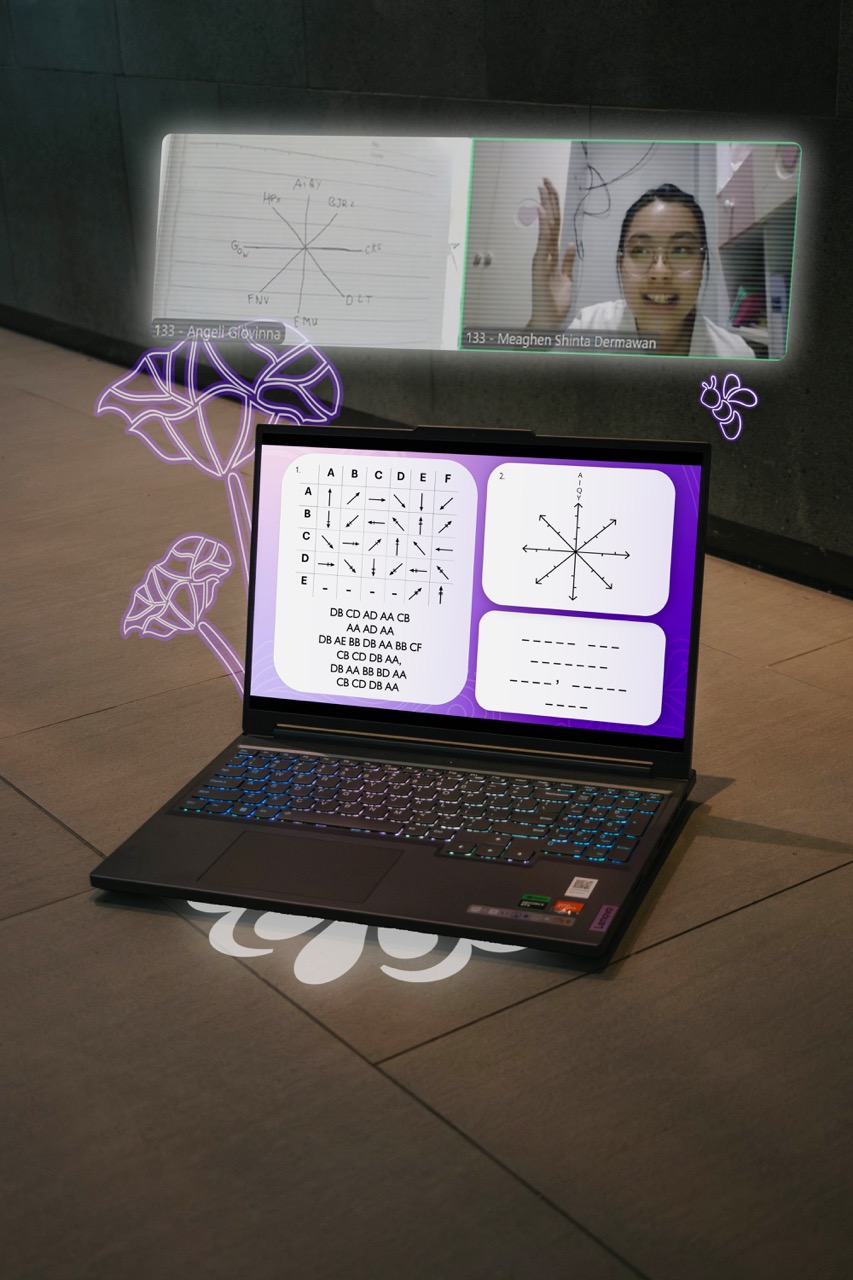 AIQY
HPX
BJRZ
GOW
CKS
FNV
DLT
EMU
133 - Angeli Giovinna
133 - Meaghen Shinta Dermawan
1.
A B C D E F
A
B
C
D
E
- - - -
DB CD AD AA CB
AA AD AA
DB AE BB DB AA BB CF
CB CD DB AA,
DB AA BB BD AA
CB CD DB AA
2.
A
I
Q
Y
_ _ _ _ _ _ _ _
_ _ _ _ _ _ _
_ _ _ _ , _ _ _ _ _
_ _ _ _
Lenovo